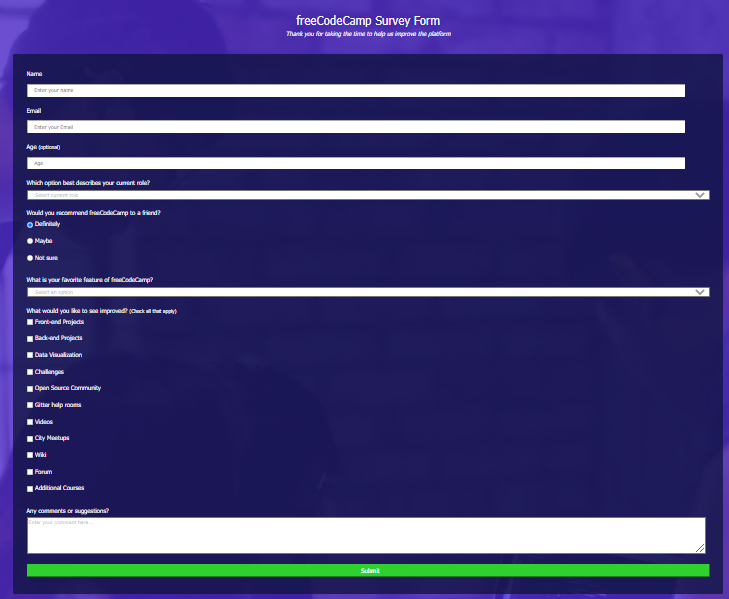 freeCodeCamp Survey Form
Thank you for taking the time to help us improve the platform
Name
Enter your name
Email
Enter your Email
Age (optional)
Age
Which option best describes your current role?
Select current role
Would you recommend freeCodeCamp to a friend?
Definitely
Maybe
Not sure
What is your favorite feature of freeCodeCamp?
Select an option
What would you like to see improved? (Check all that apply)
Front-end Projects
Back-end Projects
Data Visualization
Challenges
Open Source Community
Gitter help rooms
Videos
City Meetups
Wiki
Forum
Additional Courses
Any comments or suggestions?
Enter your comment here...
Submit